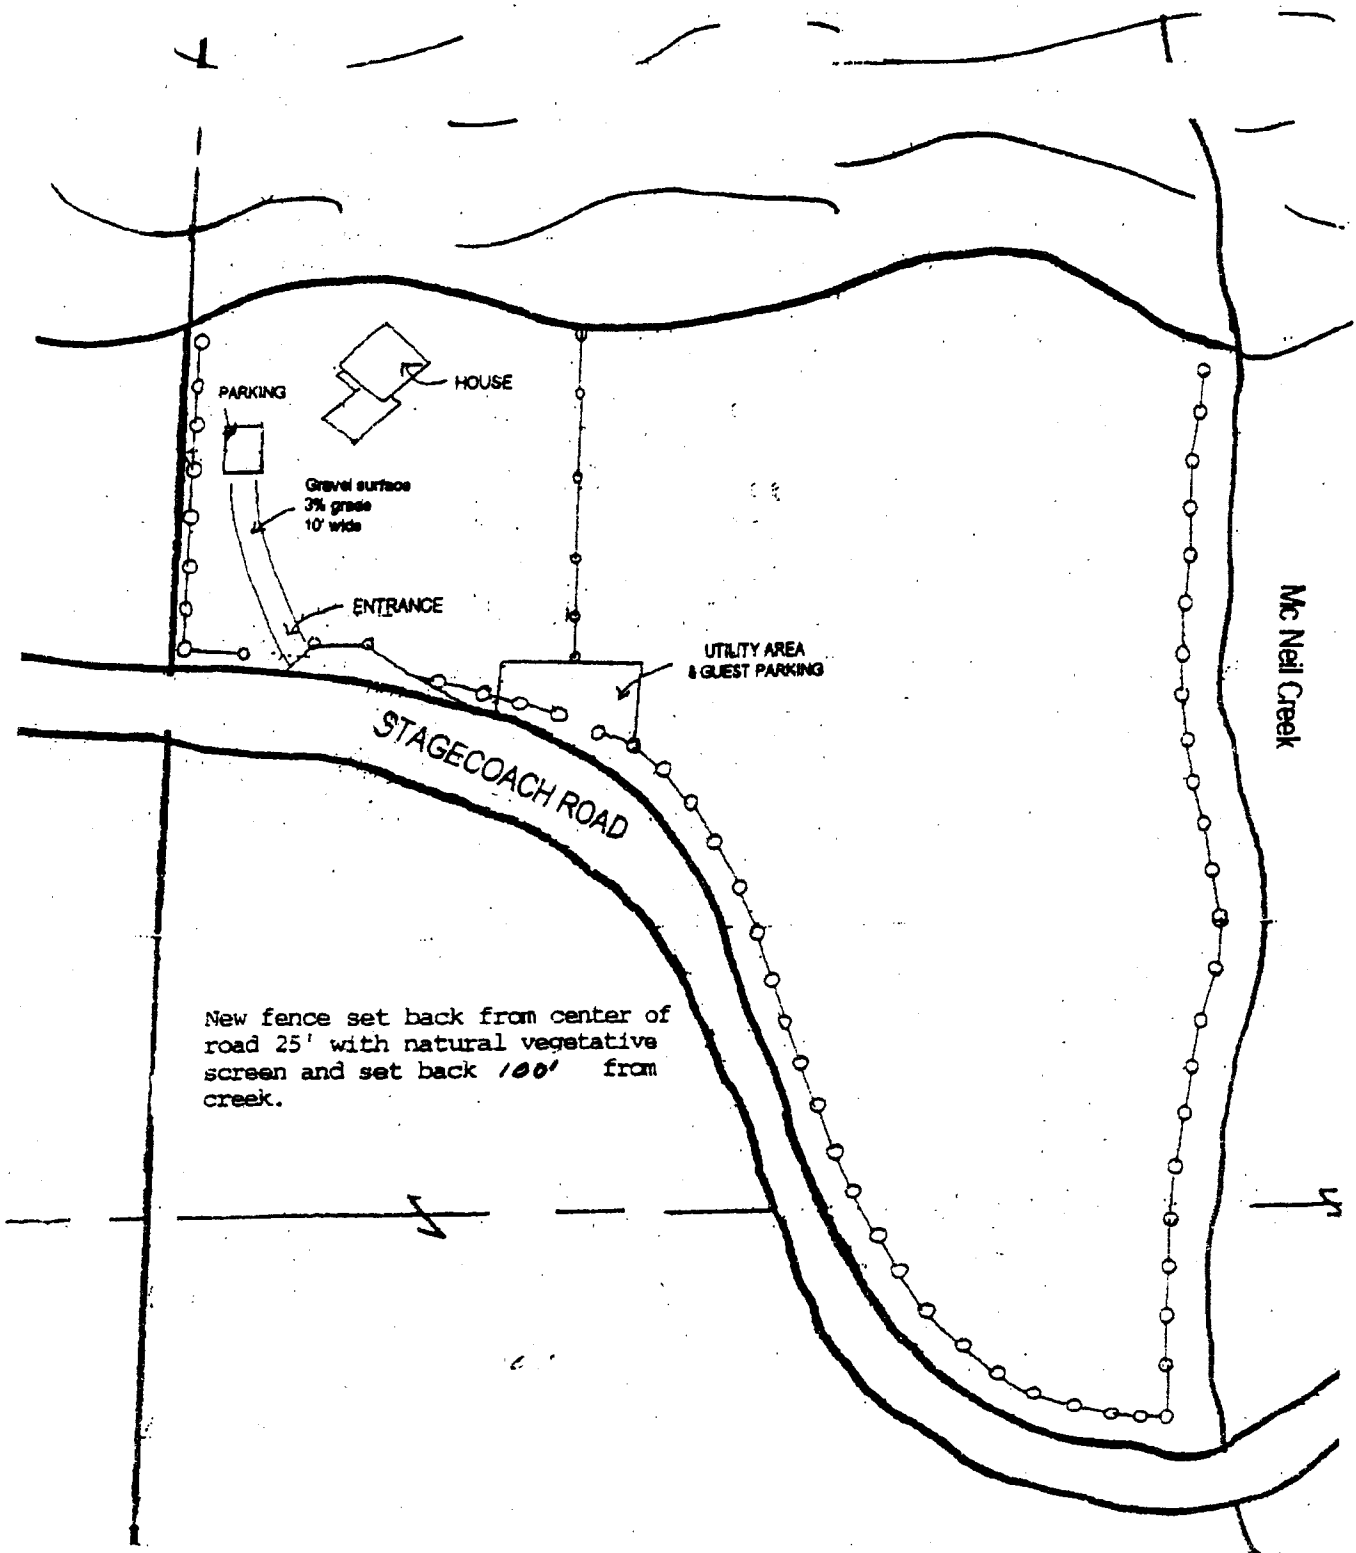 PARKING
HOUSE
Gravel surface
3% grade
10' wide
ENTRANCE
UTILITY AREA
& GUEST PARKING
Mc Neil Creek
STAGECOACH ROAD
New fence set back from center of
road 25' with natural vegetative
screen and set back 100' from
creek.